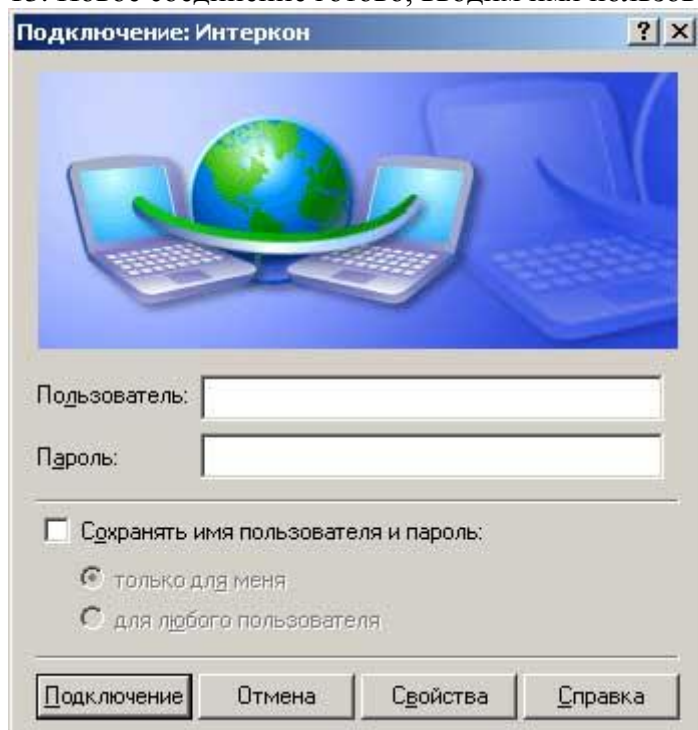 Подключение: Интеркон
Пользователь:
Пароль:
Сохранять имя пользователя и пароль:
только для меня
для любого пользователя
Подключение Отмена Свойства Справка